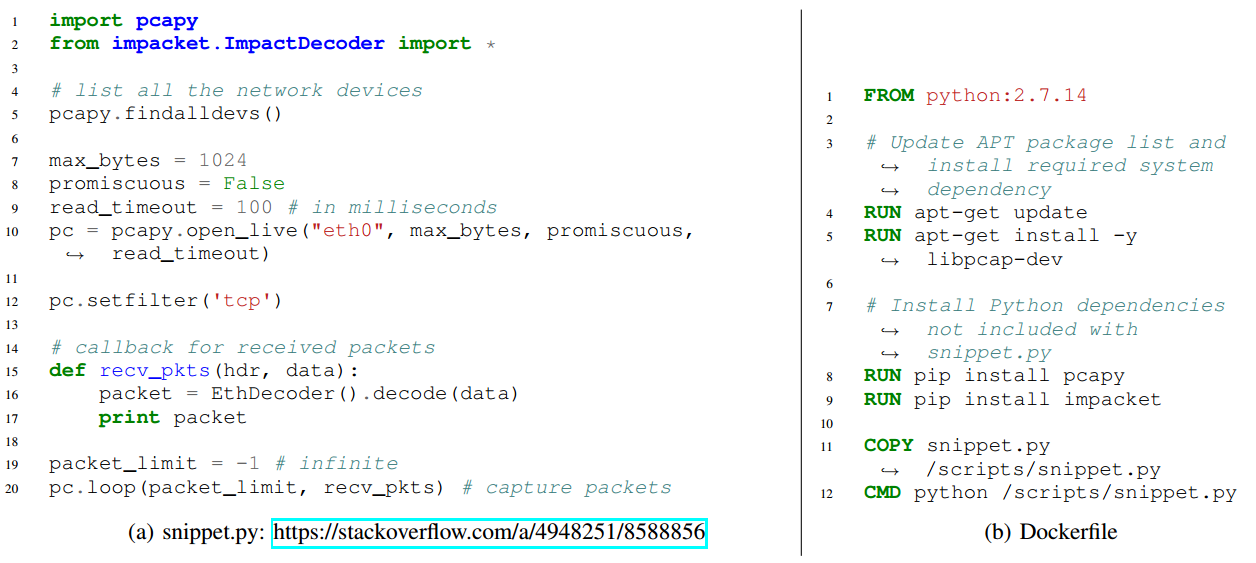 1 import pcapy
2 from impacket.ImpactDecoder import *
3
4 # list all the network devices
5 pcapy.findalldevs()
6
7 max_bytes = 1024
8 promiscuous = False
9 read_timeout = 100 # in milliseconds
10 pc = pcapy.open_live("eth0", max_bytes, promiscuous,
↪ read_timeout)
11
12 pc.setfilter('tcp')
13
14 # callback for received packets
15 def recv_pkts(hdr, data):
16     packet = EthDecoder().decode(data)
17     print packet
18
19 packet_limit = -1 # infinite
20 pc.loop(packet_limit, recv_pkts) # capture packets
(a) snippet.py: https://stackoverflow.com/a/4948251/8588856
1 FROM python:2.7.14
2
3 # Update APT package list and
↪ install required system
↪ dependency
4 RUN apt-get update
5 RUN apt-get install -y
↪ libpcap-dev
6
7 # Install Python dependencies
↪ not included with
↪ snippet.py
8 RUN pip install pcapy
9 RUN pip install impacket
10
11 COPY snippet.py
↪ /scripts/snippet.py
12 CMD python /scripts/snippet.py
(b) Dockerfile